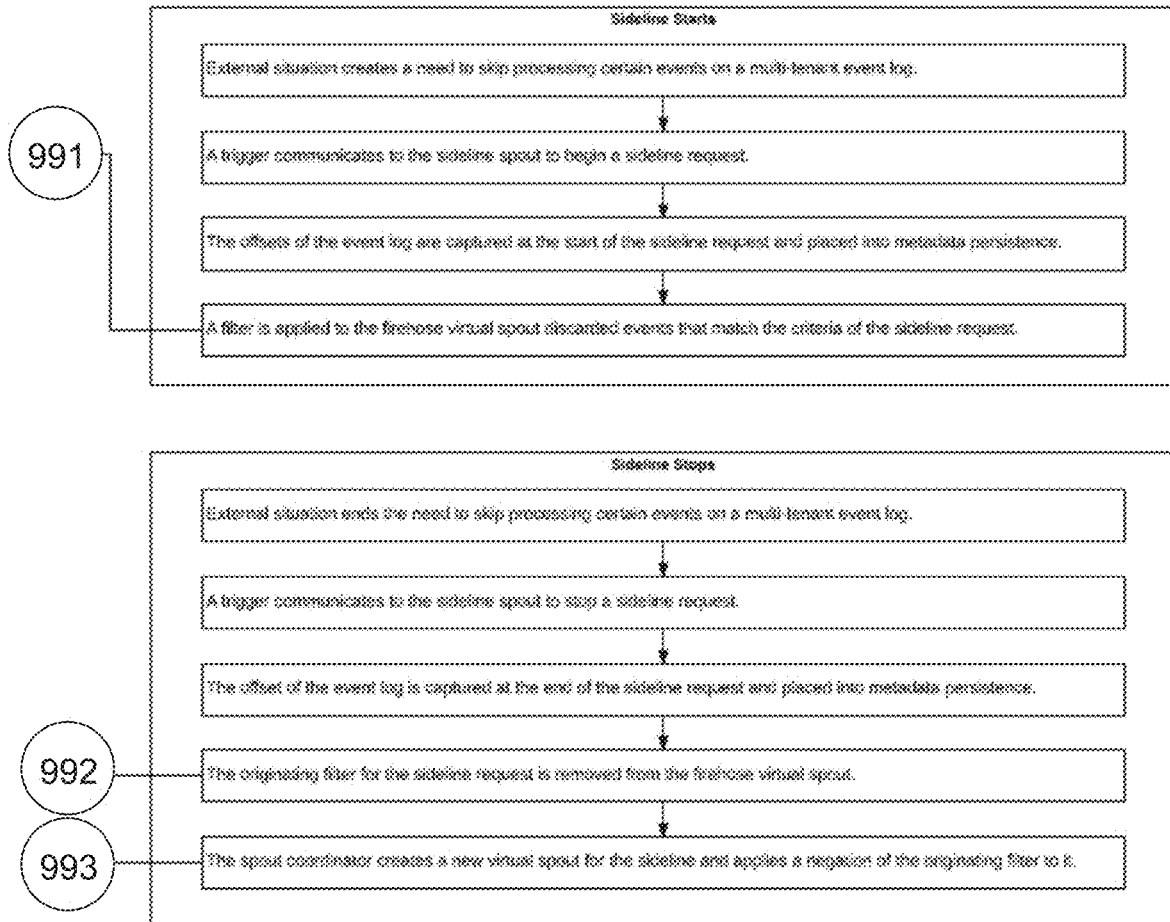 Sideline Starts
External situation creates a need to skip processing certain events on a multi-tenant event log.
991
A trigger communicates to the sideline spout to begin a sideline request.
The offsets of the event log are captured at the start of the sideline request and placed into metadata persistence.
A filter is applied to the firehose virtual spout discarded events that match the criteria of the sideline request.
Sideline Stops
External situation ends the need to skip processing certain events on a multi-tenant event log.
A trigger communicates to the sideline spout to stop a sideline request.
The offset of the event log is captured at the end of the sideline request and placed into metadata persistence.
992
The originating filter for the sideline request is removed from the firehose virtual spout.
993
The spout coordinator creates a new virtual spout for the sideline and applies a negation of the originating filter to it.